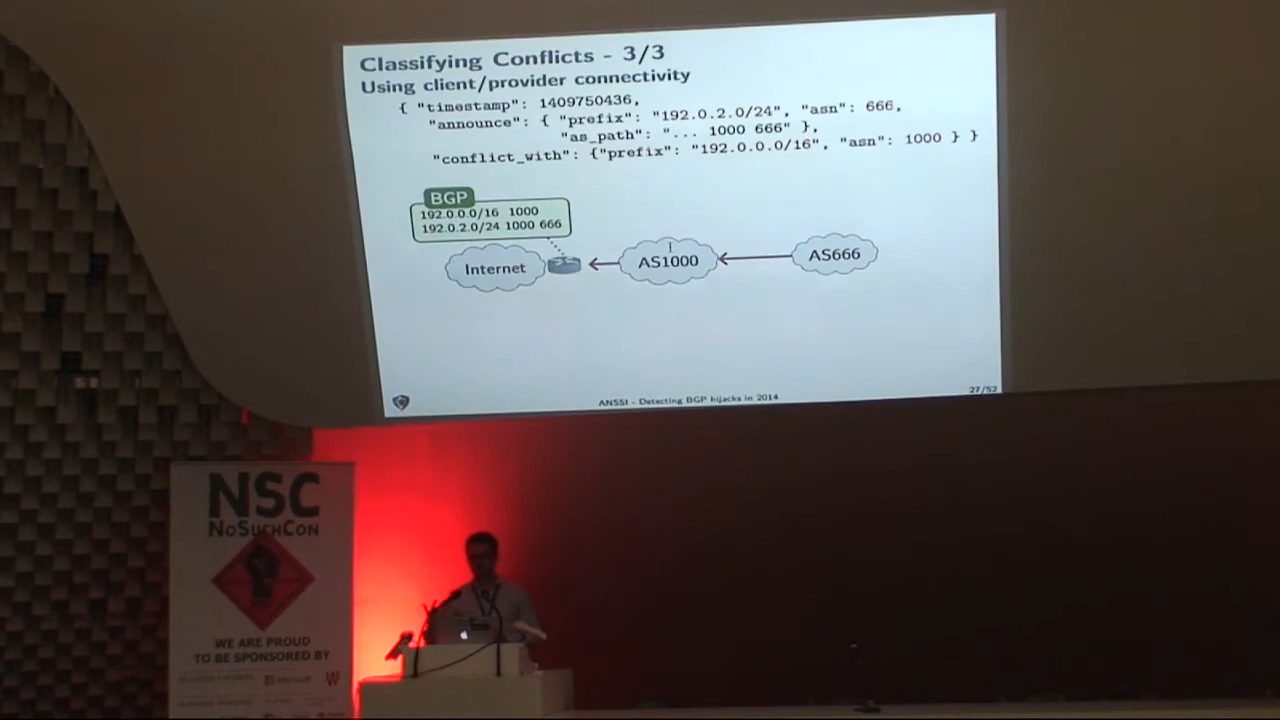 Classifying Conflicts - 3/3
Using client/provider connectivity
{ "timestamp": 1409750436,
"announce": { "prefix": "192.0.2.0/24", "asn": 666,
"as_path": "... 1000 666" },
"conflict_with": {"prefix": "192.0.0.0/16", "asn": 1000 } }
BGP
192.0.0.0/16 1000
192.0.2.0/24 1000 666
Internet
AS1000
AS666
ANSSI - Detecting BGP hijacks in 2014
27/52
NSC
NoSuchCon
WE ARE PROUD
TO BE SPONSORED BY
Microsoft